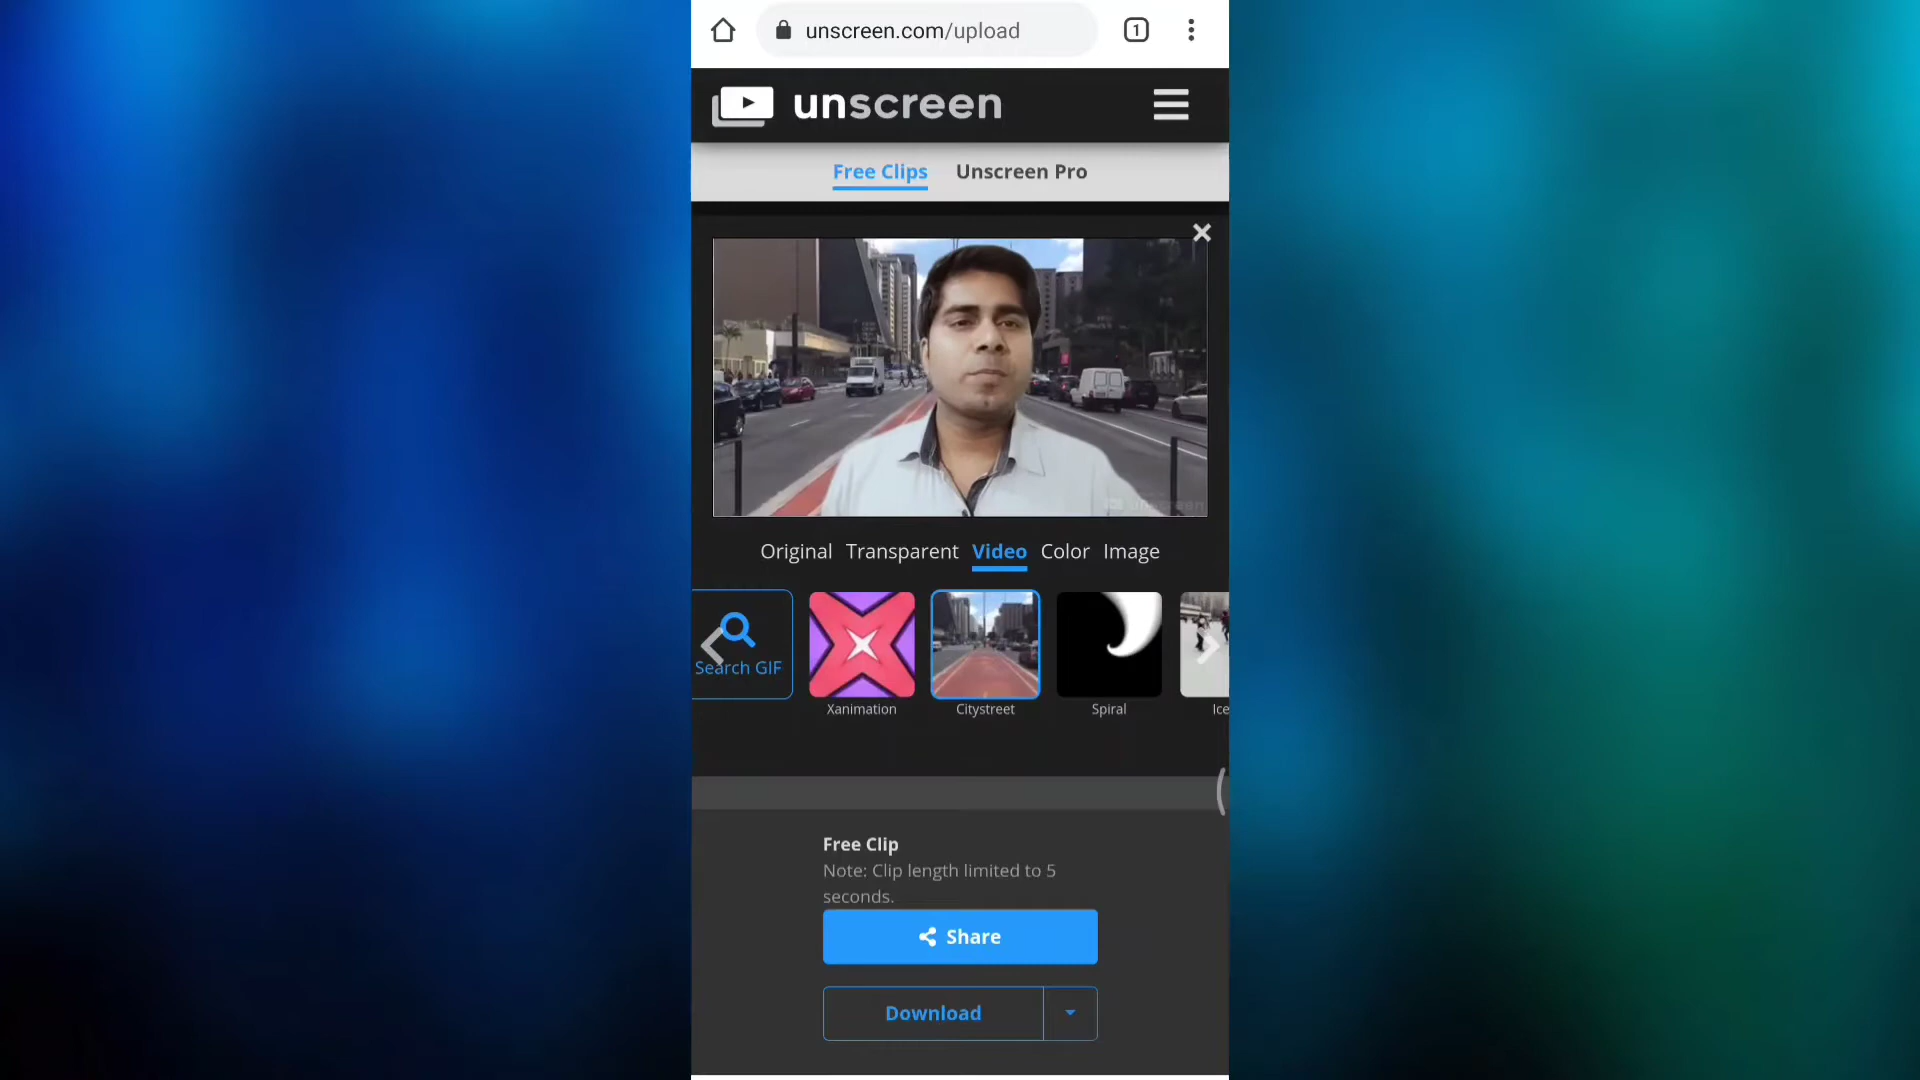 unscreen.com/upload
1
unscreen
Free Clips Unscreen Pro
unscreen
Original Transparent Video Color Image
Search GIF
Xanimation Citystreet Spiral Ice
Free Clip
Note: Clip length limited to 5
seconds.
Share
Download